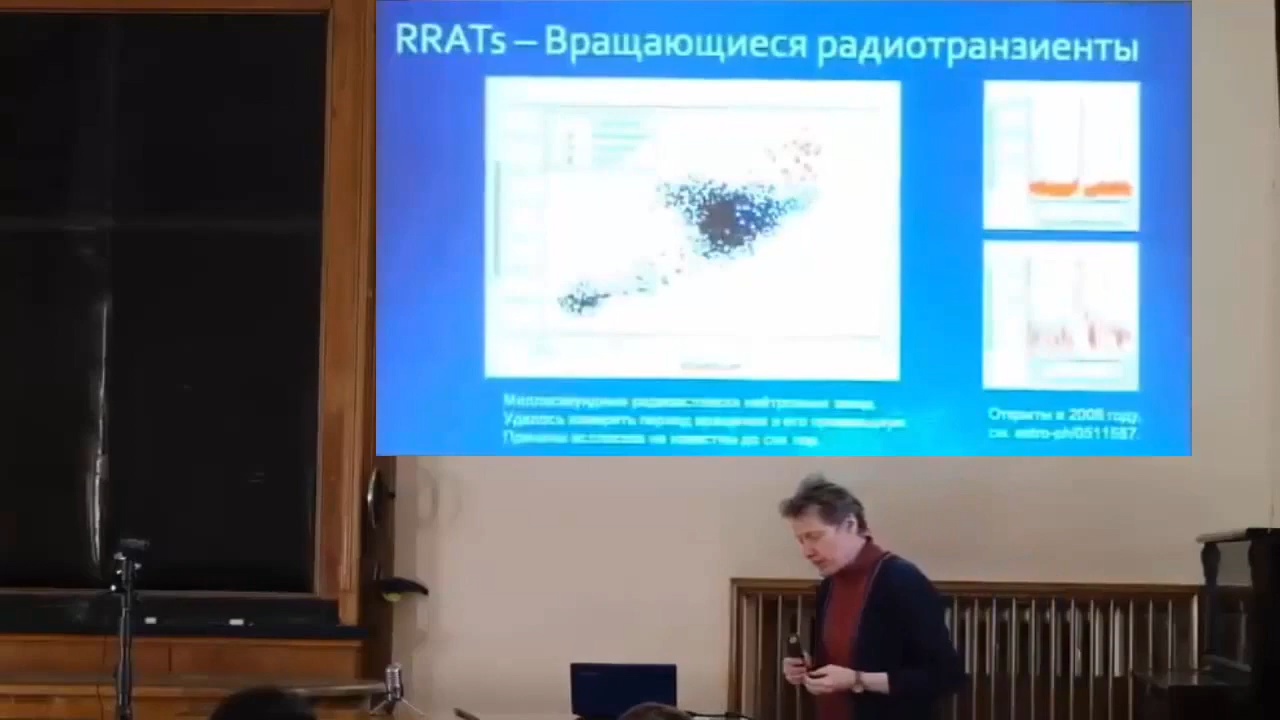 RRATs – Вращающиеся радиотранзиенты
Миллисекундные радиовсплески нейтронных звезд.
Удалось измерить период вращения и его производную.
Причины всплесков не известны до сих пор.
Открыты в 2006 году,
см. astro-ph/0511587.